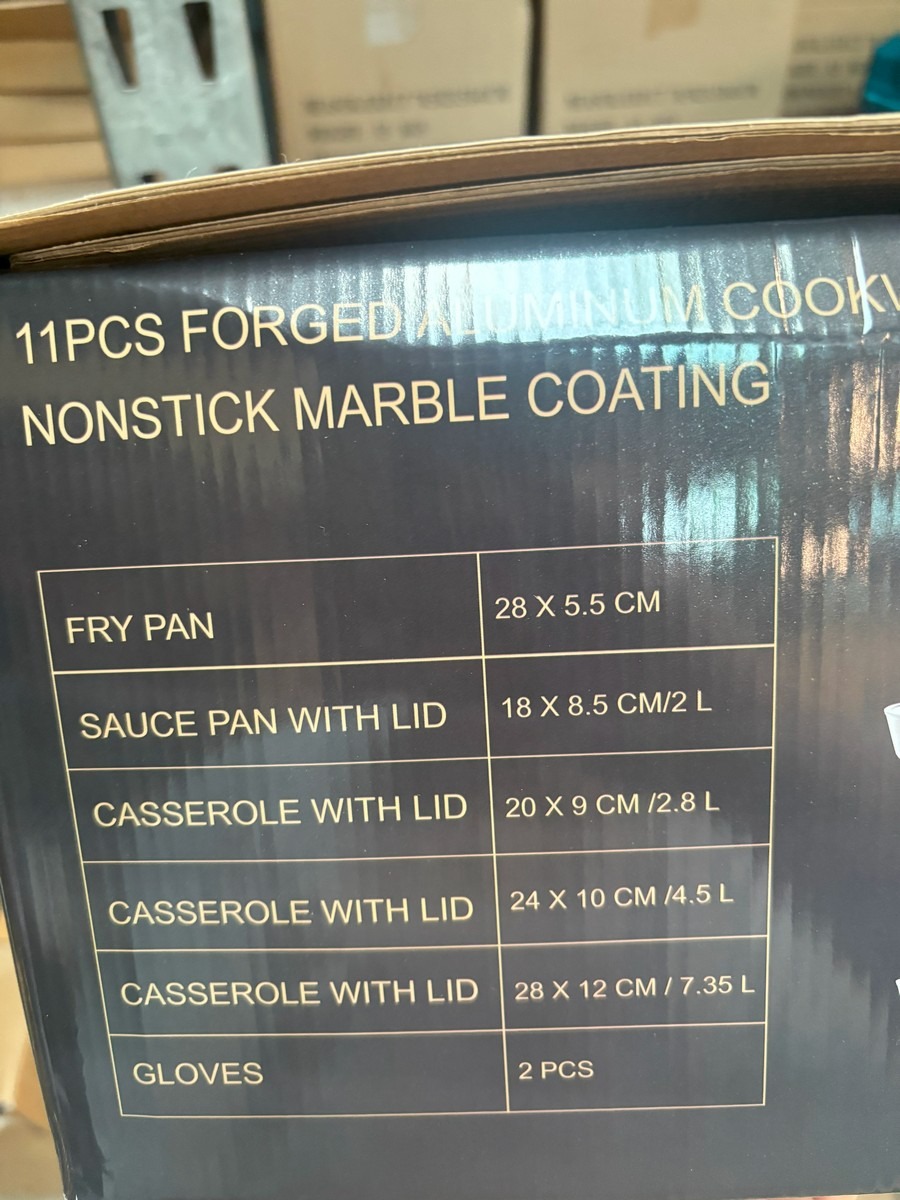 11PCS FORGED ALUMINUM COOK
NONSTICK MARBLE COATING
FRY PAN 28 X 5.5 CM
SAUCE PAN WITH LID 18 X 8.5 CM/2 L
CASSEROLE WITH LID 20 X 9 CM /2.8 L
CASSEROLE WITH LID 24 X 10 CM /4.5 L
CASSEROLE WITH LID 28 X 12 CM / 7.35 L
GLOVES 2 PCS